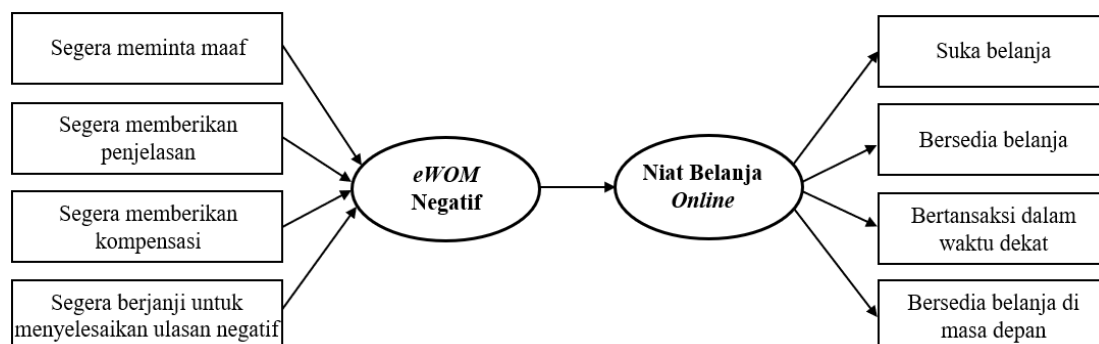 Segera meminta maaf
Segera memberikan
penjelasan
Segera memberikan
kompensasi
Segera berjanji untuk
menyelesaikan ulasan negatif
eWOM
Negatif
Niat Belanja
Online
Suka belanja
Bersedia belanja
Bertansaksi dalam
waktu dekat
Bersedia belanja di
masa depan